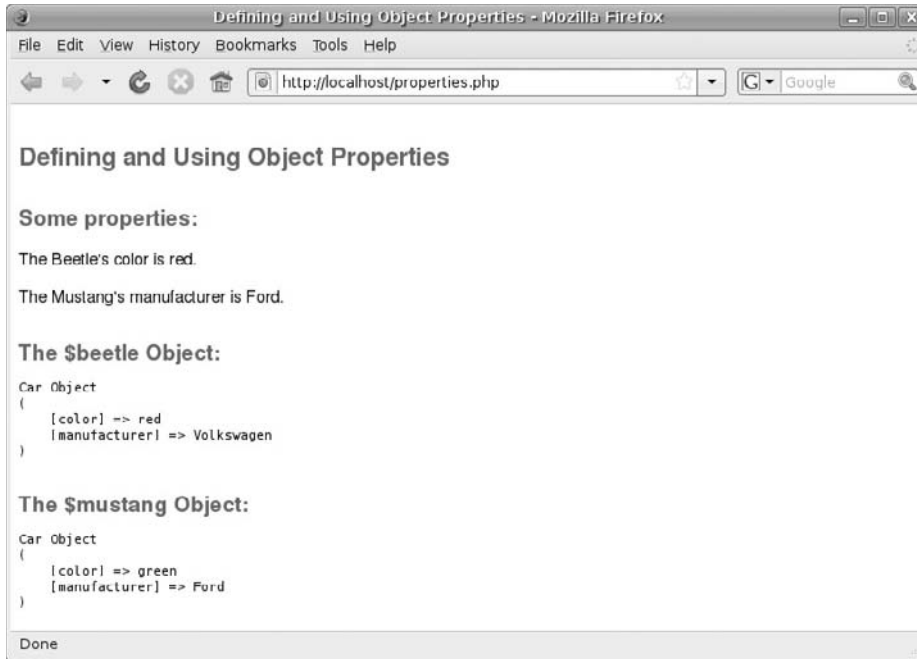 Defining and Using Object Properties - Mozilla Firefox
File Edit View History Bookmarks Tools Help
http://localhost/properties.php
G Google
Defining and Using Object Properties
Some properties:
The Beetle's color is red.
The Mustang's manufacturer is Ford.
The $beetle Object:
Car Object
(
[color] => red
[manufacturer] => Volkswagen
)
The $mustang Object:
Car Object
(
[color] => green
[manufacturer] => Ford
)
Done